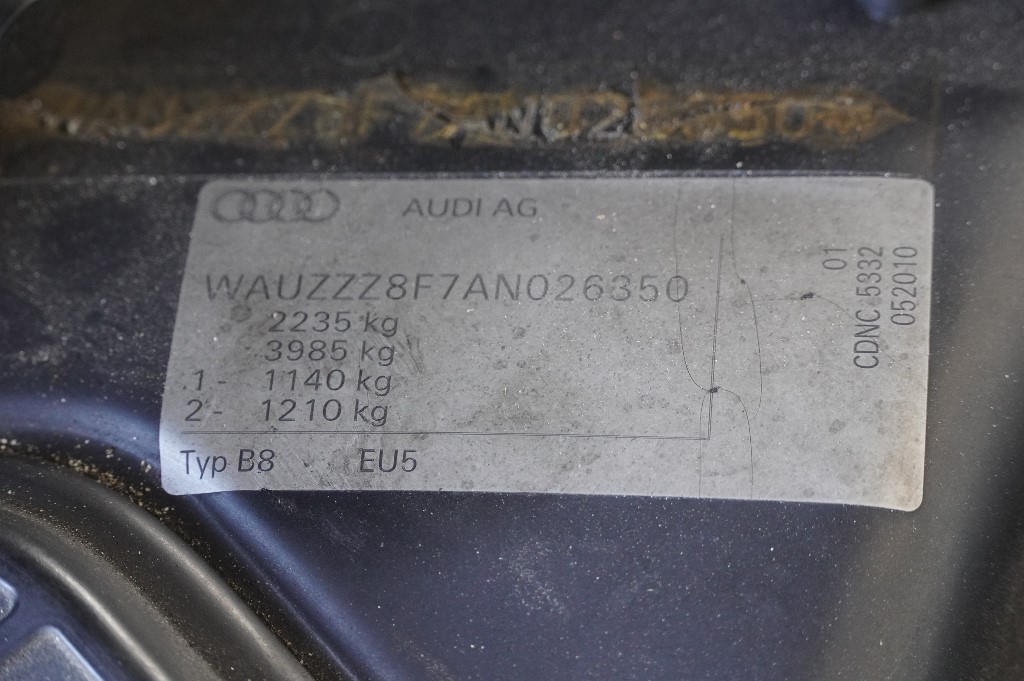 AUDI AG
WAUZZZ8F7AN026350
2235 kg
3985 kg
1- 1140 kg
2- 1210 kg
Typ B8 EU5
01
CDNC 5332
052010